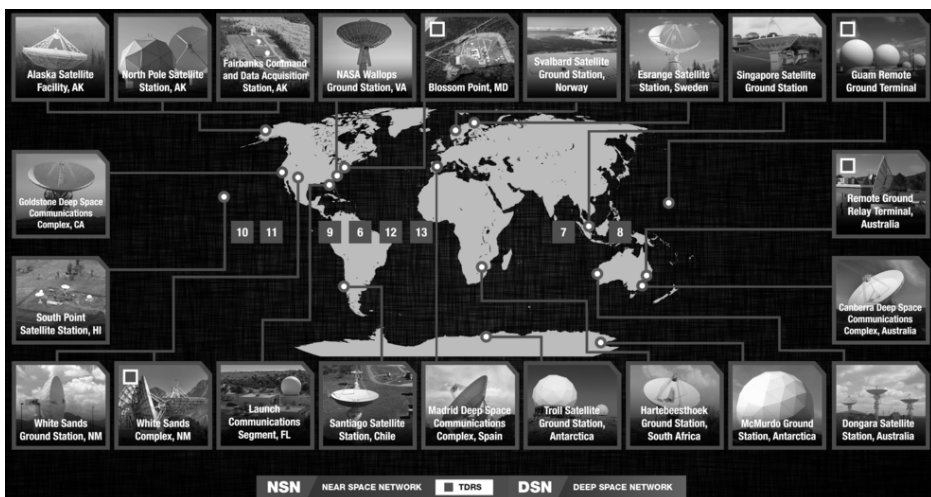 Alaska Satellite
Facility, AK
North Pole Satellite
Station, AK
Fairbanks Command
and Data Acquisition
Station, AK
NASA Wallops
Ground Station, VA
Blossom Point, MD
Svalbard Satellite
Ground Station,
Norway
Esrange Satellite
Station, Sweden
Singapore Satellite
Ground Station
Guam Remote
Ground Terminal
Goldstone Deep Space
Communications
Complex, CA
Remote Ground
Relay Terminal,
Australia
10 11 9 6 12 13 7 8
South Point
Satellite Station, HI
Canberra Deep Space
Communications
Complex, Australia
White Sands
Ground Station, NM
White Sands
Complex, NM
Launch
Communications
Segment, FL
Santiago Satellite
Station, Chile
Madrid Deep Space
Communications
Complex, Spain
Troll Satellite
Ground Station,
Antarctica
Hartebeesthoek
Ground Station,
South Africa
McMurdo Ground
Station, Antarctica
Dongara Satellite
Station, Australia
NSN / NEAR SPACE NETWORK TDRS DSN / DEEP SPACE NETWORK